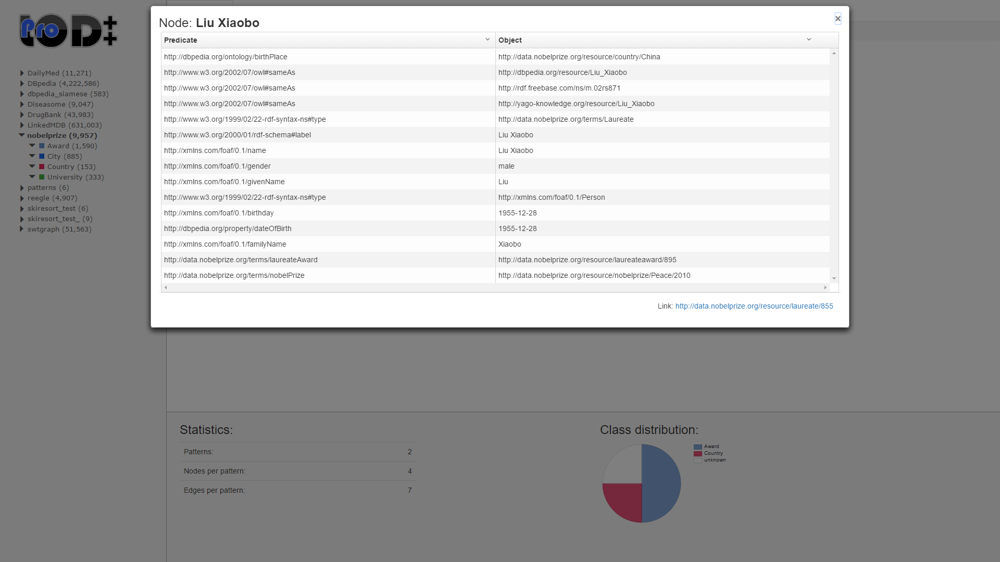 ProLOD++
DailyMed (11,271)
DBpedia (4,222,586)
dbpedia_siamese (583)
Diseasome (9,047)
DrugBank (43,983)
LinkedMDB (631,003)
nobelprize (9,957)
Award (1,590)
City (885)
Country (153)
University (333)
patterns (6)
reegle (4,907)
skiresort_test (6)
skiresort_test_ (9)
swtgraph (51,563)
Node: Liu Xiaobo ×
Predicate Object
http://dbpedia.org/ontology/birthPlace http://data.nobelprize.org/resource/country/China
http://www.w3.org/2002/07/owl#sameAs http://dbpedia.org/resource/Liu_Xiaobo
http://www.w3.org/2002/07/owl#sameAs http://rdf.freebase.com/ns/m.02rs871
http://www.w3.org/2002/07/owl#sameAs http://yago-knowledge.org/resource/Liu_Xiaobo
http://www.w3.org/1999/02/22-rdf-syntax-ns#type http://data.nobelprize.org/terms/Laureate
http://www.w3.org/2000/01/rdf-schema#label Liu Xiaobo
http://xmlns.com/foaf/0.1/name Liu Xiaobo
http://xmlns.com/foaf/0.1/gender male
http://xmlns.com/foaf/0.1/givenName Liu
http://www.w3.org/1999/02/22-rdf-syntax-ns#type http://xmlns.com/foaf/0.1/Person
http://xmlns.com/foaf/0.1/birthday 1955-12-28
http://dbpedia.org/property/dateOfBirth 1955-12-28
http://xmlns.com/foaf/0.1/familyName Xiaobo
http://data.nobelprize.org/terms/laureateAward http://data.nobelprize.org/resource/laureateaward/895
http://data.nobelprize.org/terms/nobelPrize http://data.nobelprize.org/resource/nobelprize/Peace/2010
Link: http://data.nobelprize.org/resource/laureate/855
Statistics:
Patterns: 2
Nodes per pattern: 4
Edges per pattern: 7
Class distribution:
Award
Country
unknown